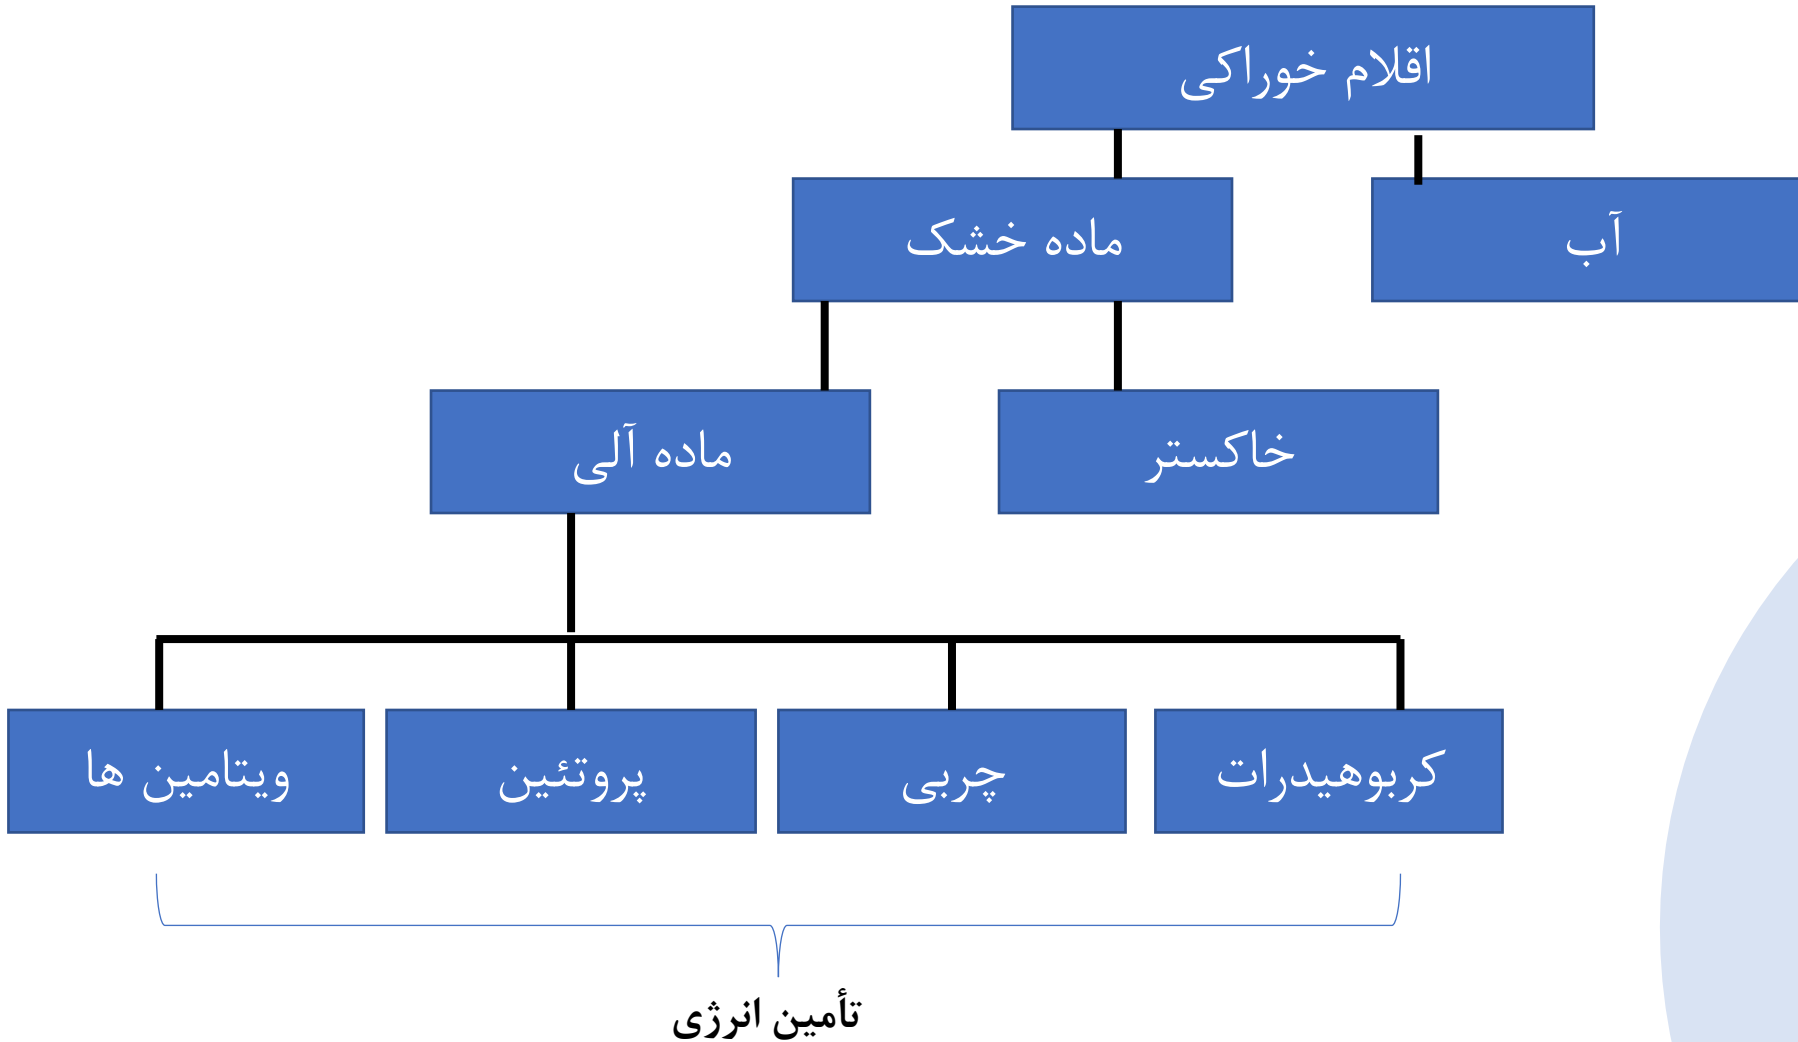 اقلام خوراکی
آب
ماده خشک
خاکستر
ماده آلی
کربوهیدرات
چربی
پروتئین
ویتامین ها
تأمین انرژی